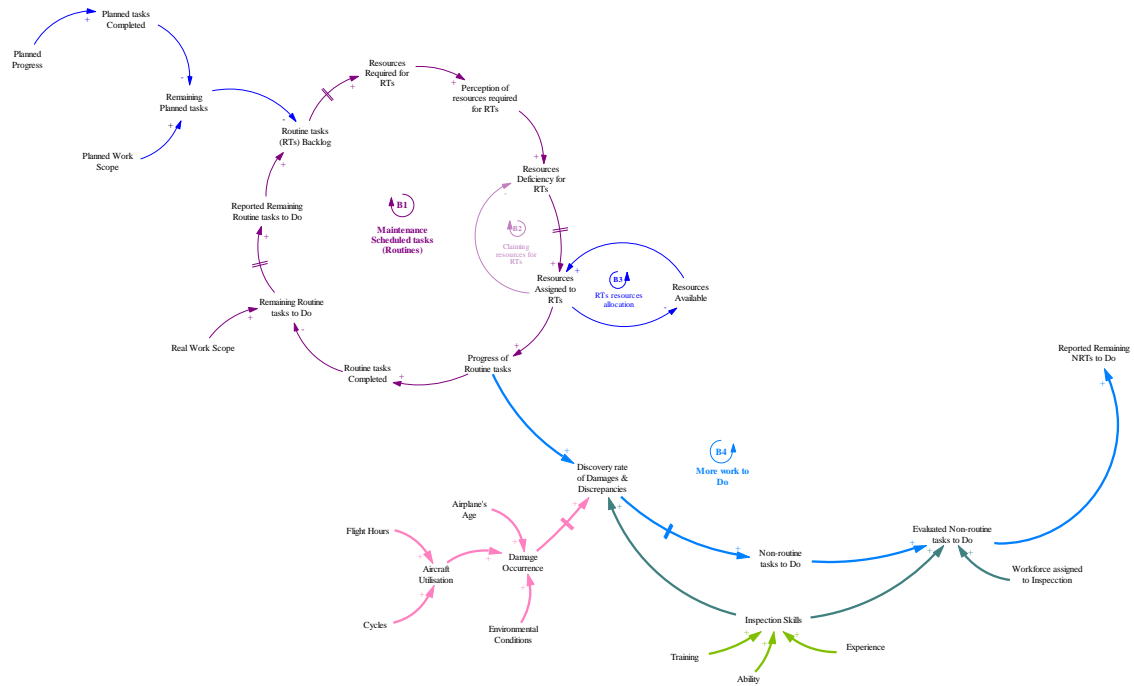 Planned tasks
Completed
Planned
Progress
+
-
Remaining
Planned tasks
+
Planned Work
Scope
-
Routine tasks
(RTs) Backlog
+
Resources
Required for
RTs
+
+
Perception of
resources required
for RTs
+
Resources
Deficiency for
RTs
-
Reported Remaining
Routine tasks to Do
+
B1
Maintenance
Scheduled tasks
(Routines)
B2
Claiming
resources for
RTs
+
+
Resources
Assigned to
RTs
B3
RTs resources
allocation
Resources
Available
-
Remaining Routine
tasks to Do
+
-
Real Work Scope
+
Progress of
Routine tasks
Routine tasks
Completed
+
Reported Remaining
NRTs to Do
+
+
Discovery rate
of Damages &
Discrepancies
+
+
B4
More work to
Do
Airplane's
Age
+
Flight Hours
+
Damage
Occurrence
+
+
Aircraft
Utilisation
+
Cycles
Environmental
Conditions
+
Non-routine
tasks to Do
Evaluated Non-routine
tasks to Do
+
+
+
Workforce assigned
to Inspecction
Inspection Skills
+
+
+
Training
Ability
Experience